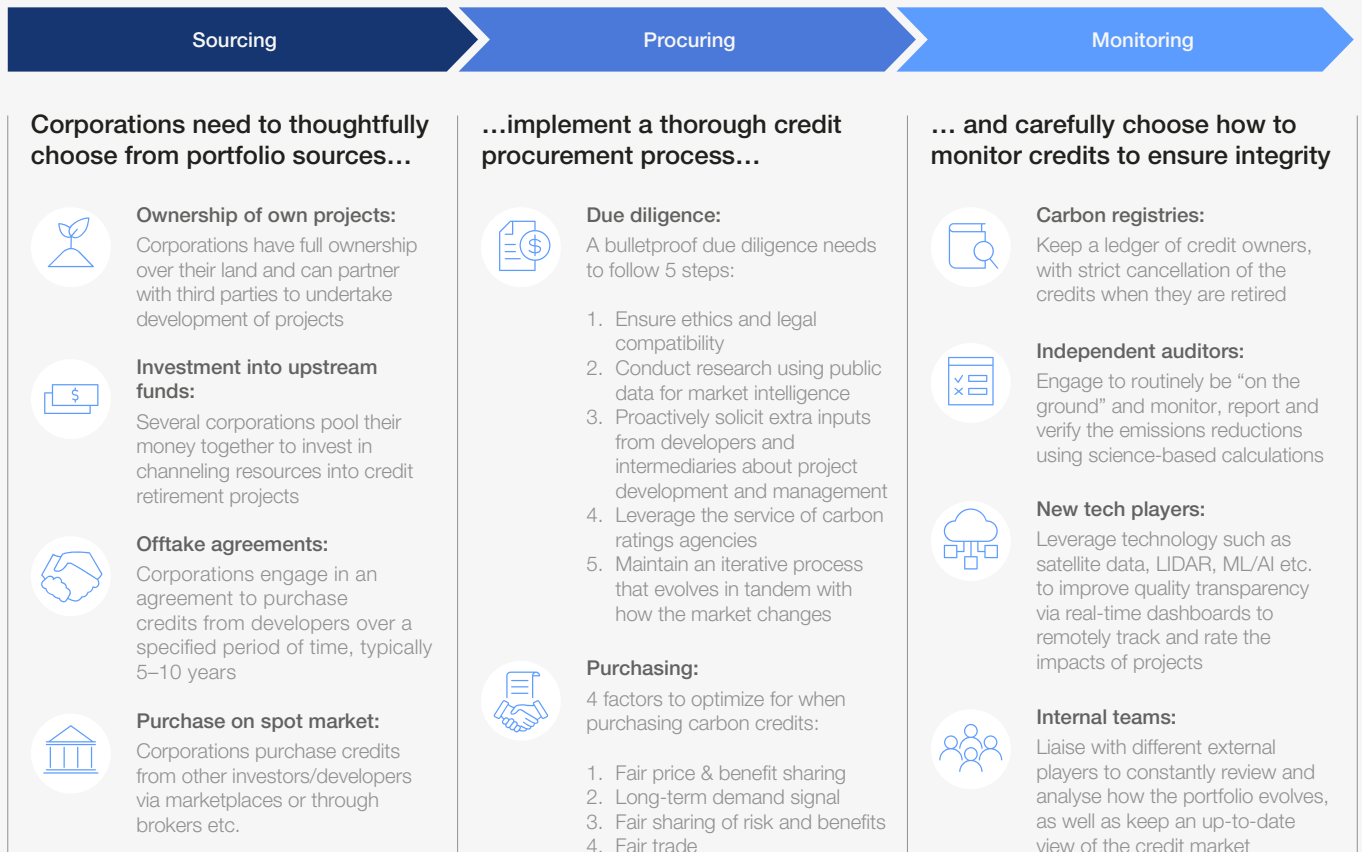 Sourcing
Procuring
Monitoring
Corporations need to thoughtfully
choose from portfolio sources…
Ownership of own projects:
Corporations have full ownership
over their land and can partner
with third parties to undertake
development of projects
Investment into upstream
funds:
Several corporations pool their
money together to invest in
channeling resources into credit
retirement projects
Offtake agreements:
Corporations engage in an
agreement to purchase
credits from developers over a
specified period of time, typically
5–10 years
Purchase on spot market:
Corporations purchase credits
from other investors/developers
via marketplaces or through
brokers etc.
…implement a thorough credit
procurement process…
Due diligence:
A bulletproof due diligence needs
to follow 5 steps:
1. Ensure ethics and legal
compatibility
2. Conduct research using public
data for market intelligence
3. Proactively solicit extra inputs
from developers and
intermediaries about project
development and management
4. Leverage the service of carbon
ratings agencies
5. Maintain an iterative process
that evolves in tandem with
how the market changes
Purchasing:
4 factors to optimize for when
purchasing carbon credits:
1. Fair price & benefit sharing
2. Long-term demand signal
3. Fair sharing of risk and benefits
4. Fair trade
… and carefully choose how to
monitor credits to ensure integrity
Carbon registries:
Keep a ledger of credit owners,
with strict cancellation of the
credits when they are retired
Independent auditors:
Engage to routinely be “on the
ground” and monitor, report and
verify the emissions reductions
using science-based calculations
New tech players:
Leverage technology such as
satellite data, LIDAR, ML/AI etc.
to improve quality transparency
via real-time dashboards to
remotely track and rate the
impacts of projects
Internal teams:
Liaise with different external
players to constantly review and
analyse how the portfolio evolves,
as well as keep an up-to-date
view of the credit market